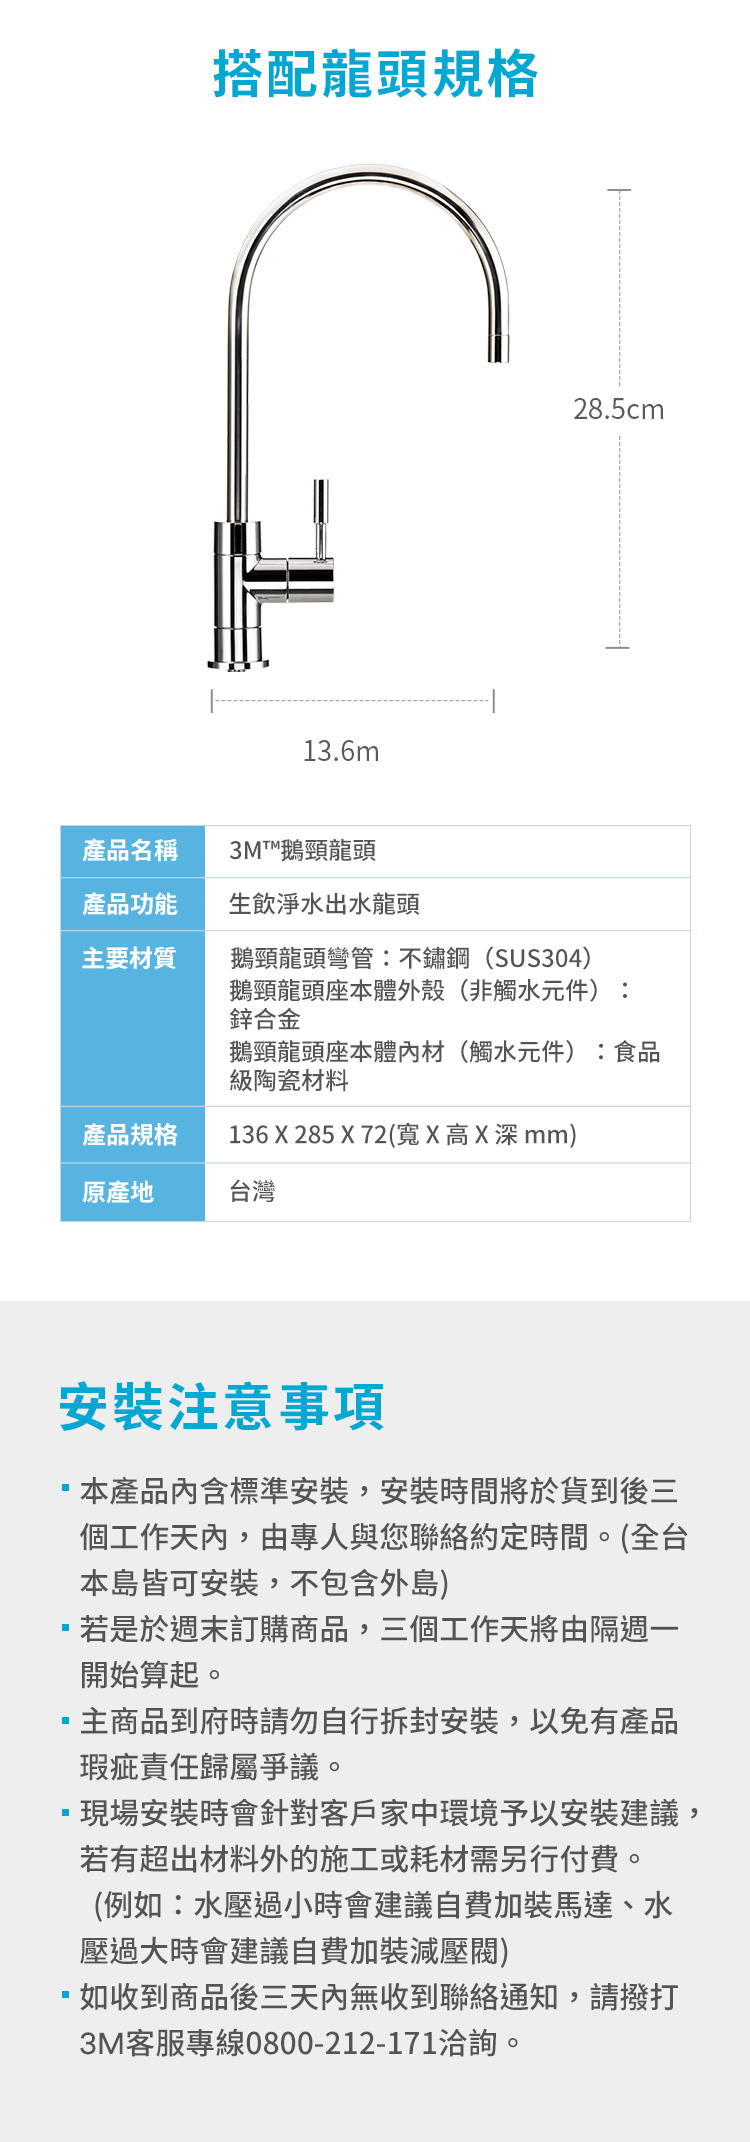 搭配龍頭規格
28.5cm
13.6m
產品名稱
3M™鵝頸龍頭
產品功能
生飲淨水出水龍頭
主要材質
鵝頸龍頭彎管：不鏽鋼（SUS304）
鵝頸龍頭座本體外殼（非觸水元件）：
鋅合金
鵝頸龍頭座本體內材（觸水元件）：食品
級陶瓷材料
產品規格
136 X 285 X 72(寬 X 高 X 深 mm)
原產地
台灣
安裝注意事項
本產品內含標準安裝，安裝時間將於貨到後三
個工作天內，由專人與您聯絡約定時間。(全台
本島皆可安裝，不包含外島)
若是於週末訂購商品，三個工作天將由隔週一
開始算起。
主商品到府時請勿自行拆封安裝，以免有產品
瑕疵責任歸屬爭議。
現場安裝時會針對客戶家中環境予以安裝建議，
若有超出材料外的施工或耗材需另行付費。
(例如：水壓過小時會建議自費加裝馬達、水
壓過大時會建議自費加裝減壓閥)
如收到商品後三天內無收到聯絡通知，請撥打
3M客服專線0800-212-171洽詢。